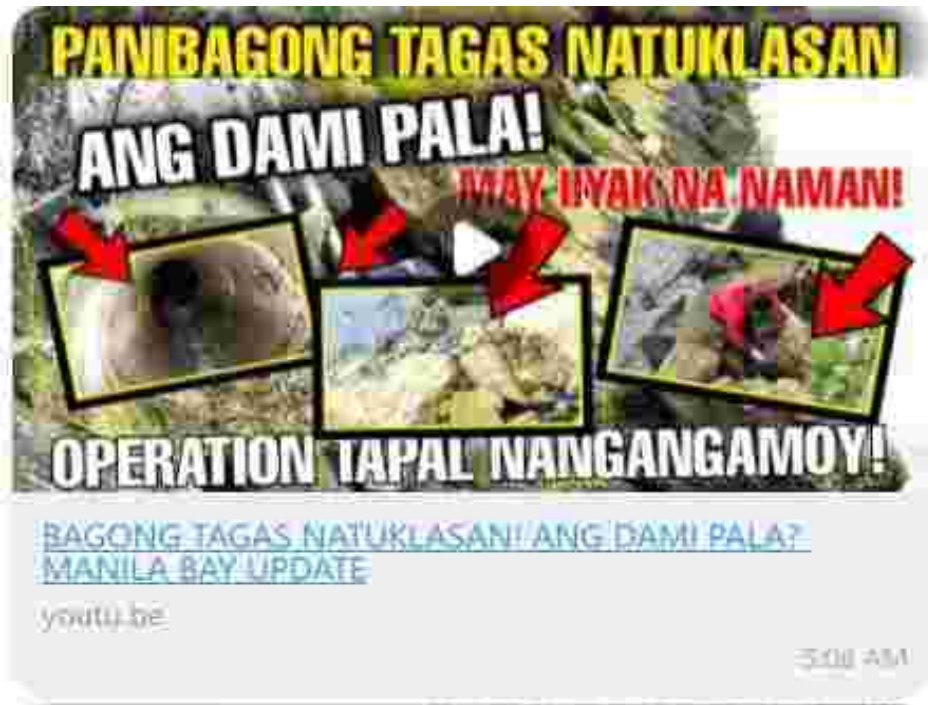 PANIBAGONG TAGAS NATUKLASAN
ANG DAMI PALA!
MAY IIYAK NA NAMAN!
OPERATION TAPAL NANGANGAMOY!
BAGONG TAGAS NATUKLASAN! ANG DAMI PALA?
MANILA BAY UPDATE
youtu.be
5:08 AM